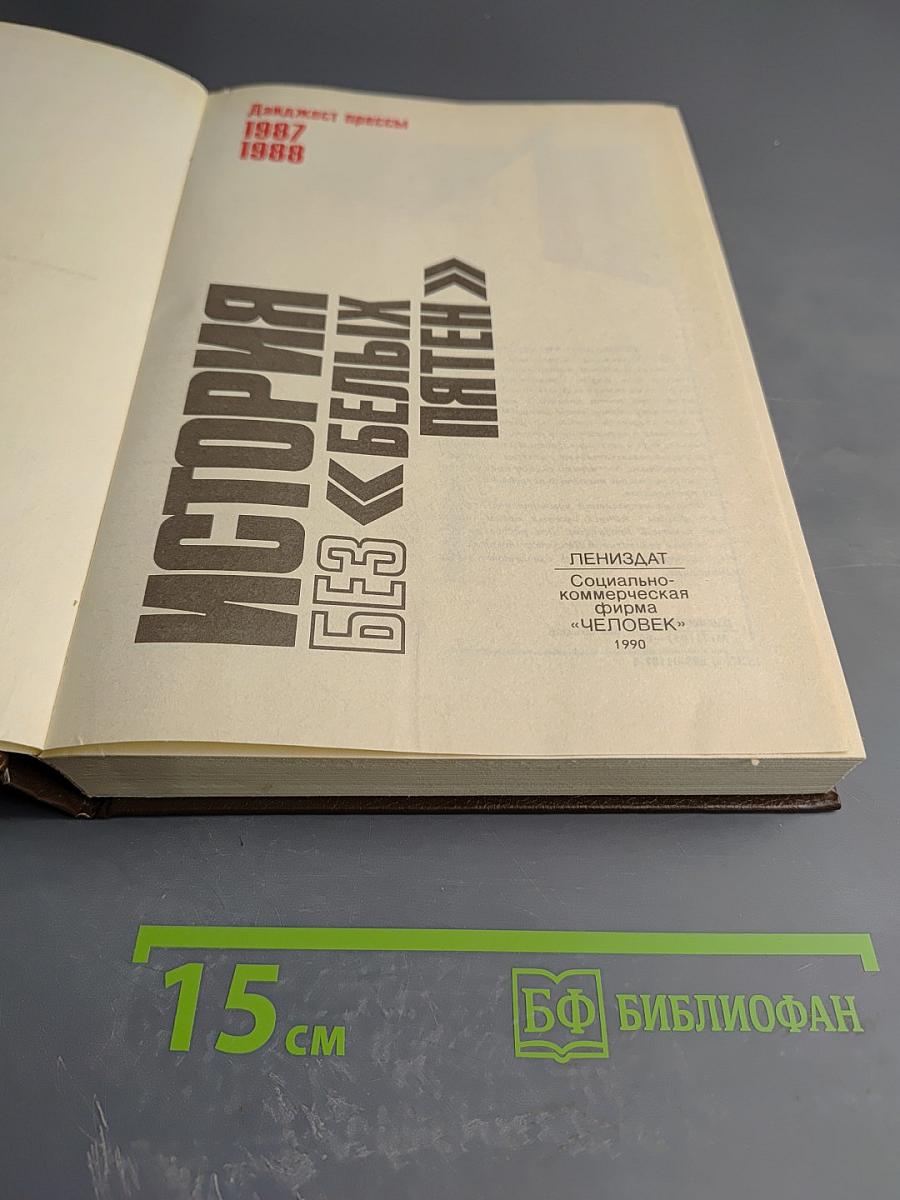 Дайджест прессы
1987
1988
ИСТОРИЯ
БЕЗ «БЕЛЫХ
ПЯТЕН»
ЛЕНИЗДАТ
Социально-
коммерческая
фирма
«ЧЕЛОВЕК»
1990
15 см
БФ БИБЛИОФАН